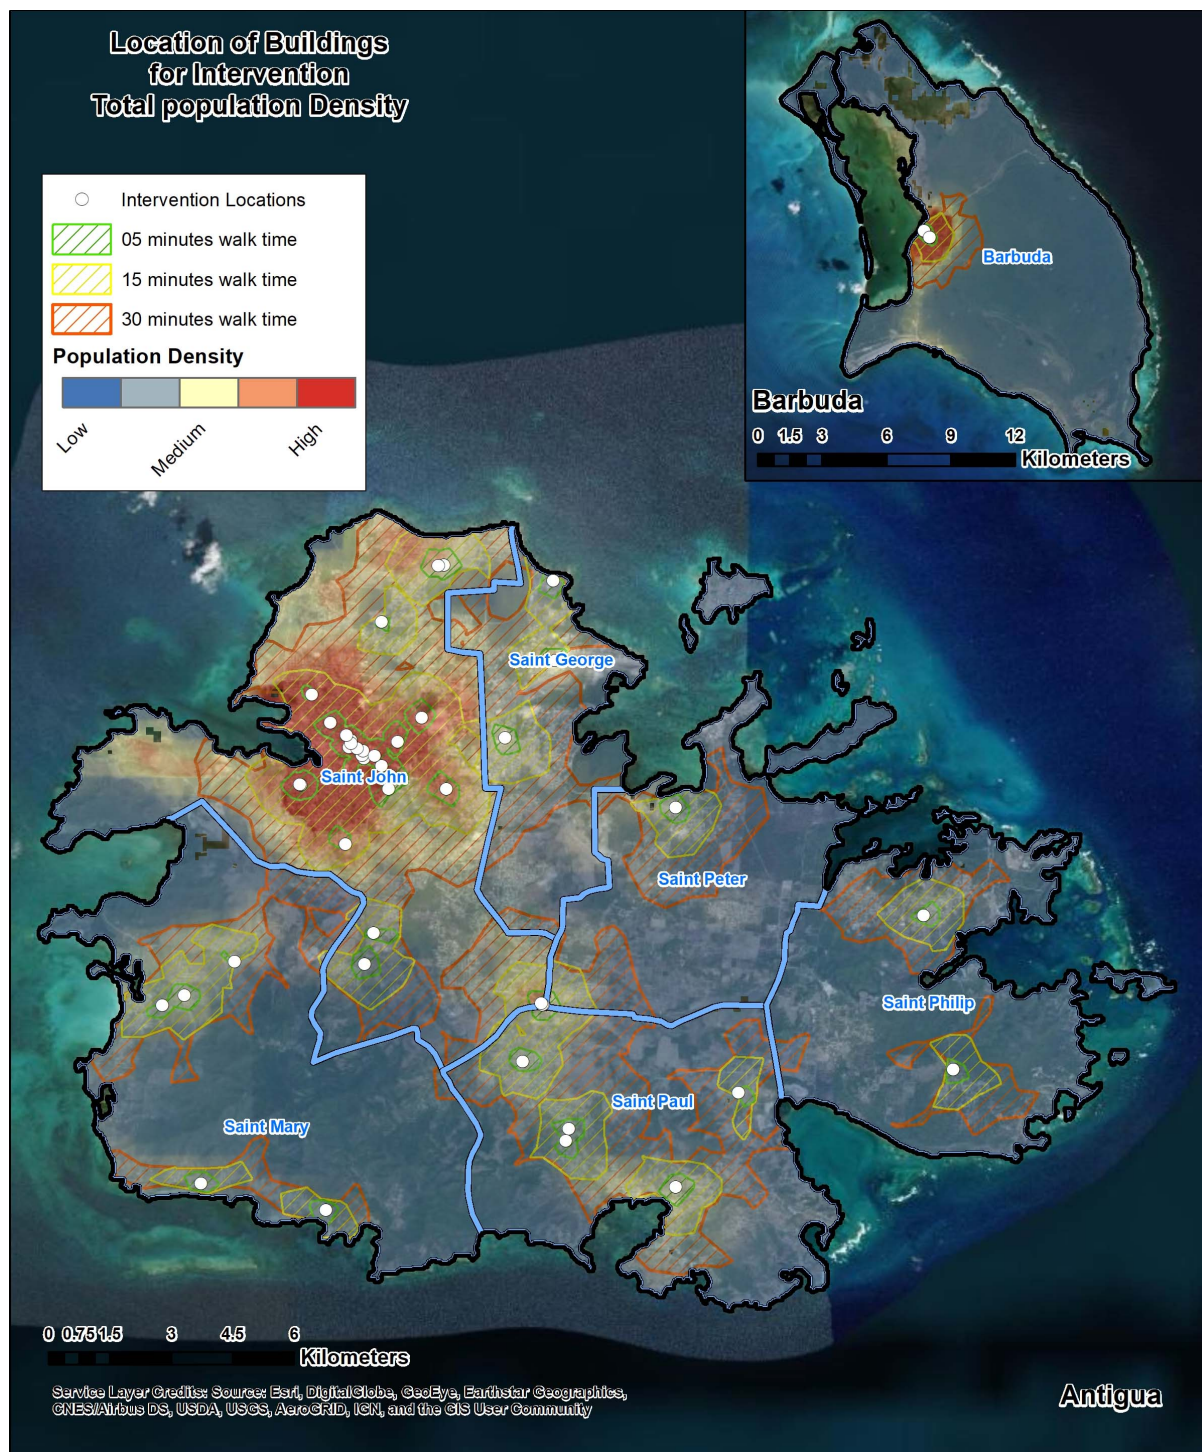 Location of Buildings
for Intervention
Total population Density
Intervention Locations
05 minutes walk time
15 minutes walk time
30 minutes walk time
Population Density
Low
Medium
High
Barbuda
Barbuda
0 1.5 3 6 9 12
Kilometers
Saint George
Saint John
Saint Peter
Saint Philip
Saint Paul
Saint Mary
0 0.75 1.5 3 4.5 6
Kilometers
Service Layer Credits: Source: Esri, DigitalGlobe, GeoEye, Earthstar Geographics,
CNES/Airbus DS, USDA, USGS, AeroGRID, IGN, and the GIS User Community
Antigua